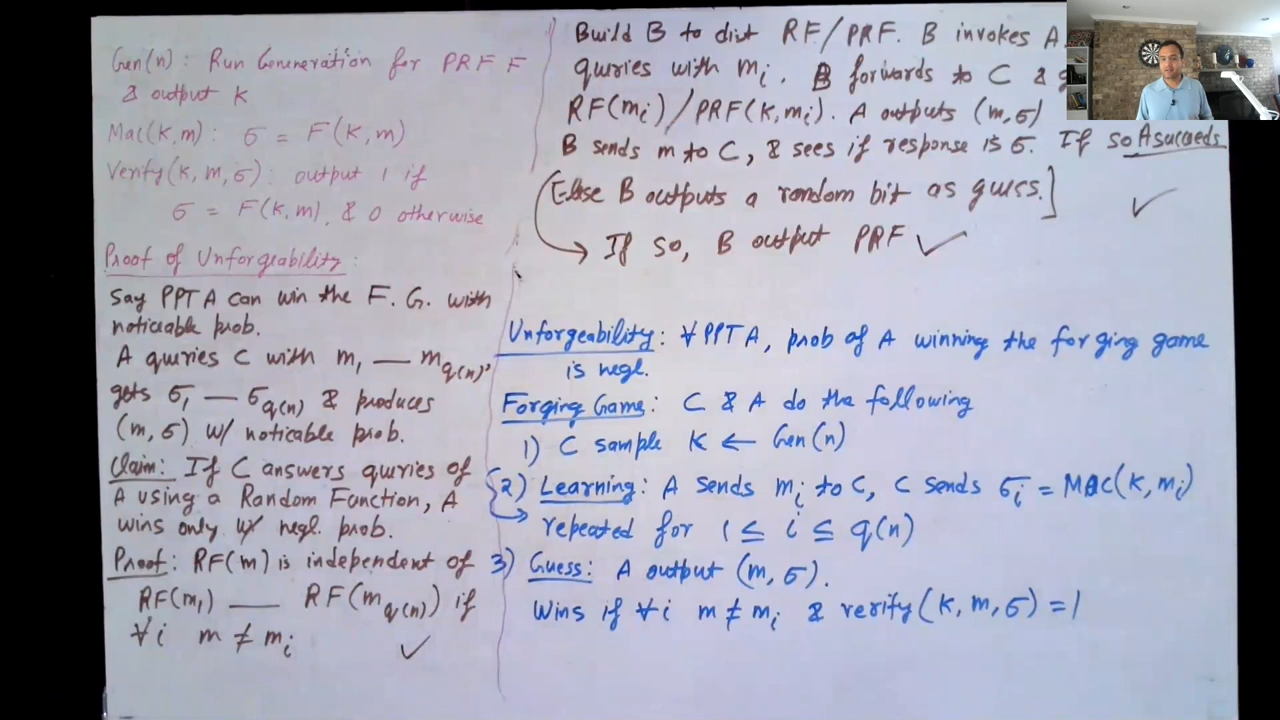 Gen(n): Run Generation for PRF F
& output K
Mac(K,m): σ = F(K,m)
Verify(K,m,σ): output 1 if
σ = F(K,m), & 0 otherwise
Proof of Unforgeability:
Say PPT A can win the F. G. with
noticable prob.
A queries C with m₁ — m_q(n),
gets σ₁ — σ_q(n) & produces
(m,σ) w/ noticable prob.
Claim: If C answers queries of
A using a Random Function, A
wins only w/ negl. prob.
Proof: RF(m) is independent of
RF(m₁) — RF(m_q(n)) if
∀i m ≠ mᵢ ✓
Build B to dist RF/PRF. B invokes A
queries with mᵢ. B forwards to C &
RF(mᵢ)/PRF(K,mᵢ). A outputs (m,σ)
B sends m to C, & sees if response is σ. If so A succeeds
[Else B outputs a random bit as guess.] ✓
→ If so, B output PRF ✓
Unforgeability: ∀ PPT A, prob of A winning the forging game
is negl.
Forging Game: C & A do the following
1) C sample K ← Gen(n)
2) Learning: A sends mᵢ to C, C sends σᵢ = MAC(K,mᵢ)
→ repeated for 1 ≤ i ≤ q(n)
3) Guess: A output (m,σ).
Wins if ∀i m ≠ mᵢ & verify(K,m,σ) = 1